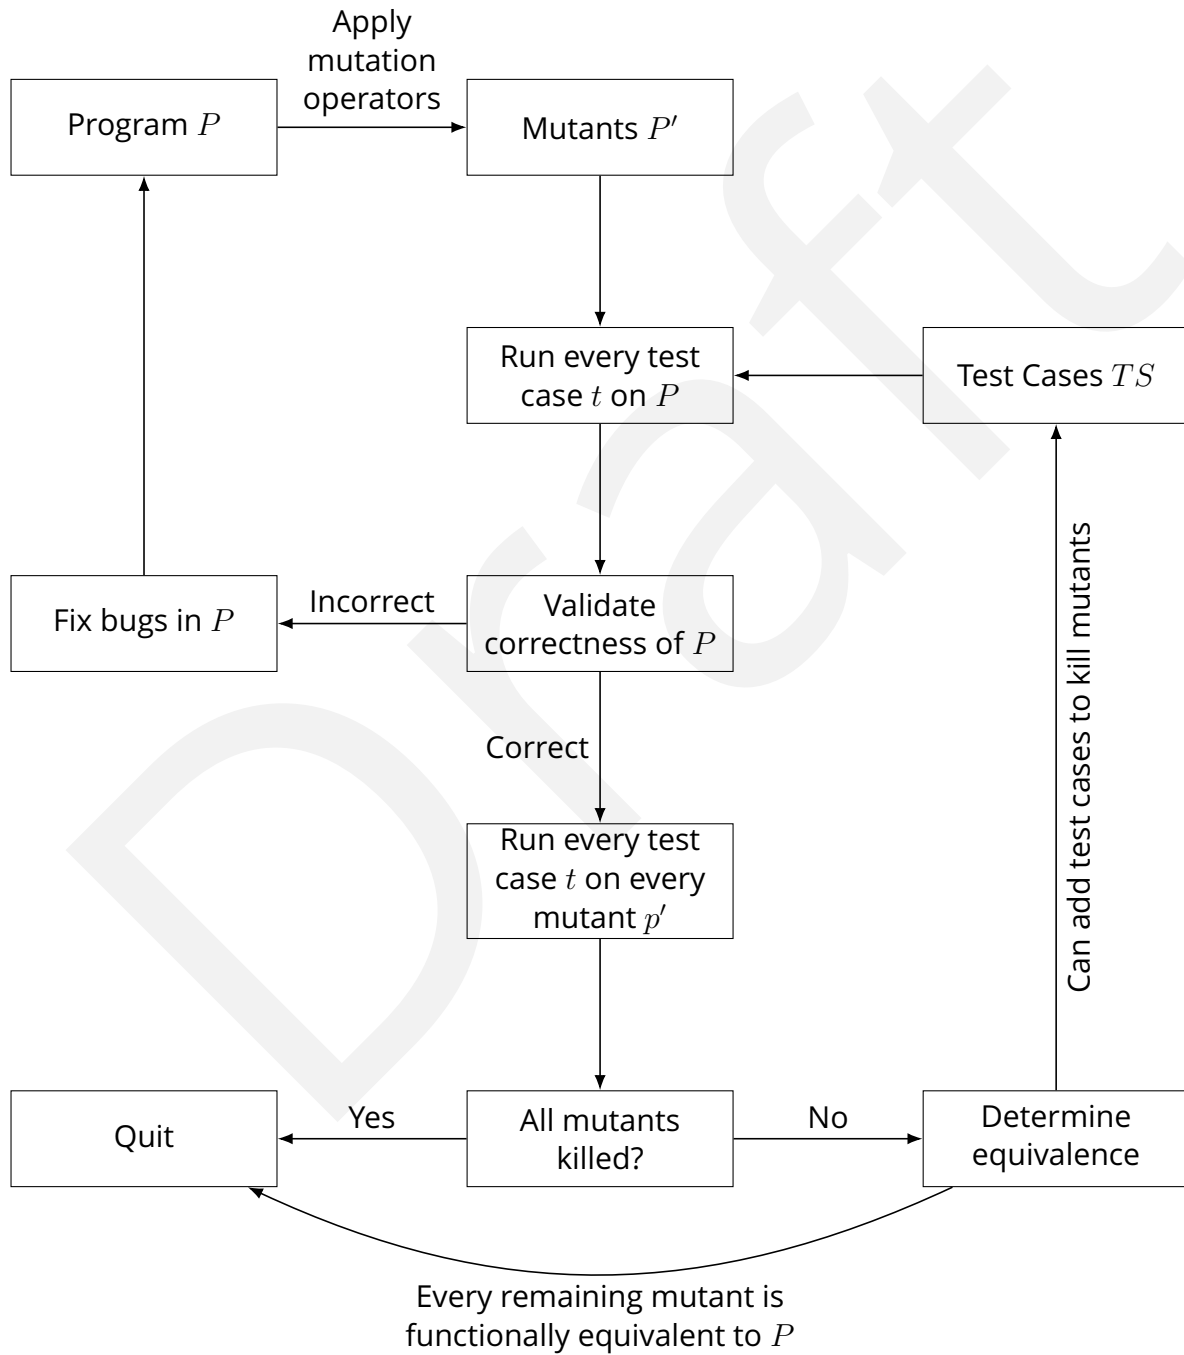 Apply
mutation
operators
Program P
Mutants P′
Run every test
case t on P
Test Cases TS
Fix bugs in P
Incorrect
Validate
correctness of P
Correct
Can add test cases to kill mutants
Run every test
case t on every
mutant p′
Quit
Yes
All mutants
killed?
No
Determine
equivalence
Every remaining mutant is
functionally equivalent to P
Draft